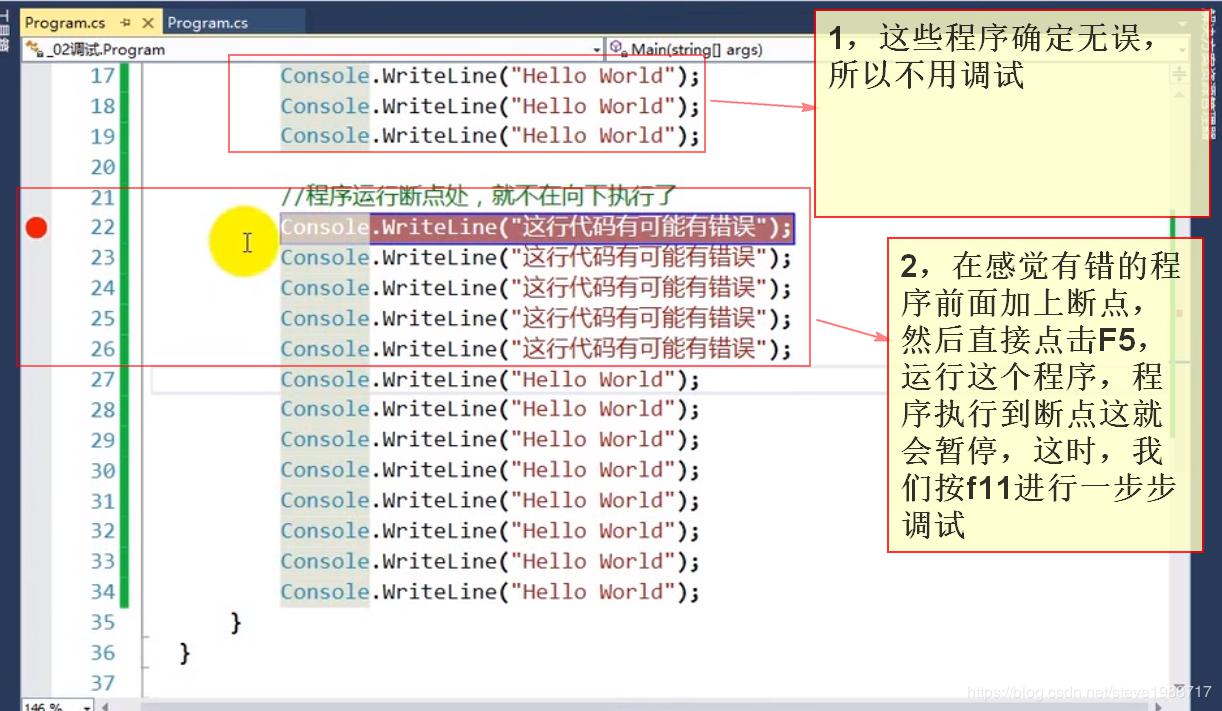 Program.cs
Program.cs
_02调试.Program
Main(string[] args)
1，这些程序确定无误，
所以不用调试
17 Console.WriteLine("Hello World");
18 Console.WriteLine("Hello World");
19 Console.WriteLine("Hello World");
20
21 //程序运行断点处，就不在向下执行了
22 Console.WriteLine("这行代码有可能有错误");
23 Console.WriteLine("这行代码有可能有错误");
24 Console.WriteLine("这行代码有可能有错误");
25 Console.WriteLine("这行代码有可能有错误");
26 Console.WriteLine("这行代码有可能有错误");
2，在感觉有错的程
序前面加上断点，
然后直接点击F5，
运行这个程序，程
序执行到断点这就
会暂停，这时，我
们按f11进行一步步
调试
27 Console.WriteLine("Hello World");
28 Console.WriteLine("Hello World");
29 Console.WriteLine("Hello World");
30 Console.WriteLine("Hello World");
31 Console.WriteLine("Hello World");
32 Console.WriteLine("Hello World");
33 Console.WriteLine("Hello World");
34 Console.WriteLine("Hello World");
35 }
36 }
37
146 %
https://blog.csdn.net/steve1988717